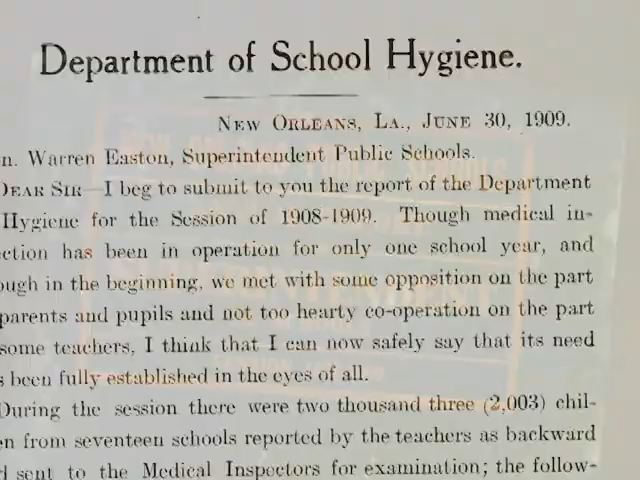 Department of School Hygiene.
New Orleans, La., June 30, 1909.
n. Warren Easton, Superintendent Public Schools.
Dear Sir—I beg to submit to you the report of the Department
Hygiene for the Session of 1908-1909. Though medical in-
ction has been in operation for only one school year, and
ough in the beginning, we met with some opposition on the part
parents and pupils and not too hearty co-operation on the part
some teachers, I think that I can now safely say that its need
s been fully established in the eyes of all.
During the session there were two thousand three (2,003) chil-
en from seventeen schools reported by the teachers as backward
d sent to the Medical Inspectors for examination; the follow-